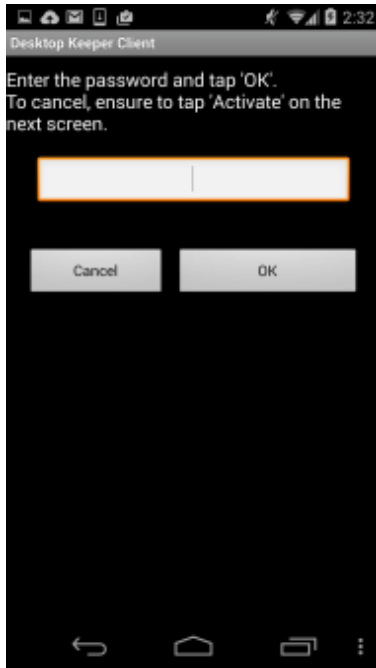 2:32
Desktop Keeper Client
Enter the password and tap 'OK'.
To cancel, ensure to tap 'Activate' on the
next screen.
Cancel OK